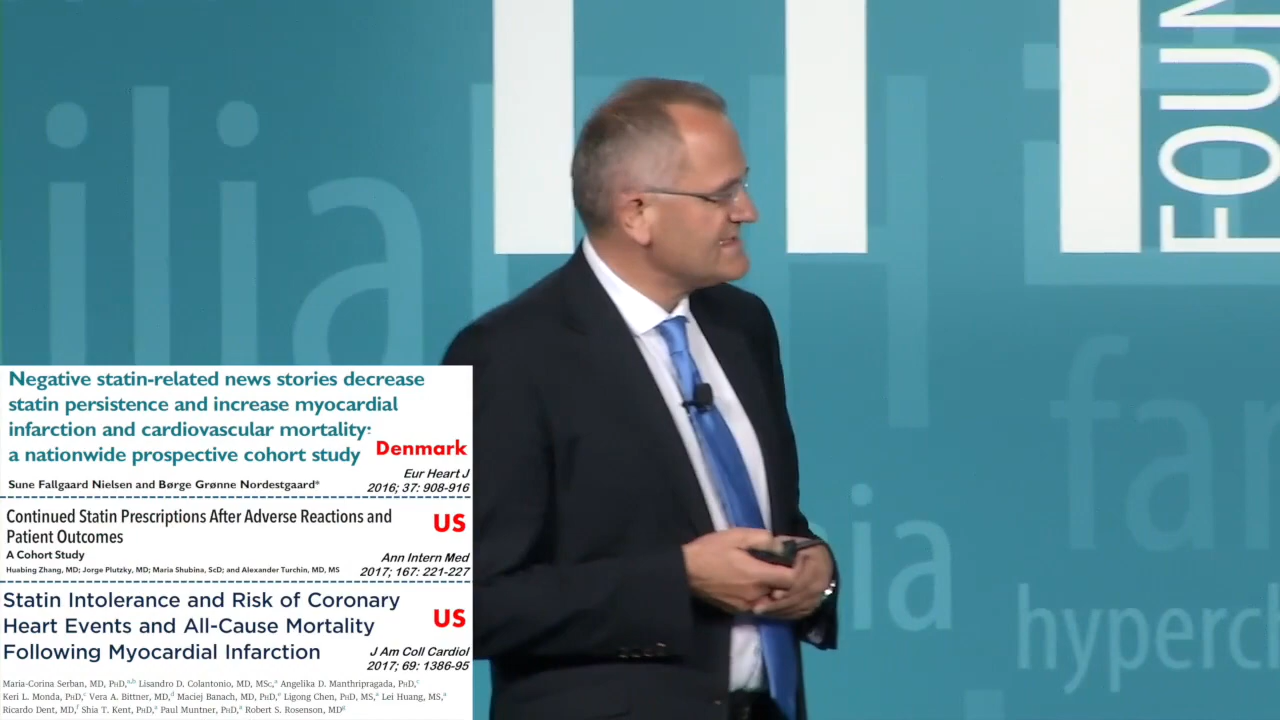 FOUN
FH
ilial
fam
ia
hyperch
Negative statin-related news stories decrease
statin persistence and increase myocardial
infarction and cardiovascular mortality:
a nationwide prospective cohort study
Denmark
Sune Fallgaard Nielsen and Børge Grønne Nordestgaard*
Eur Heart J
2016; 37: 908-916
Continued Statin Prescriptions After Adverse Reactions and
Patient Outcomes
US
A Cohort Study
Huabing Zhang, MD; Jorge Plutzky, MD; Maria Shubina, ScD; and Alexander Turchin, MD, MS
Ann Intern Med
2017; 167: 221-227
Statin Intolerance and Risk of Coronary
Heart Events and All-Cause Mortality
Following Myocardial Infarction
US
J Am Coll Cardiol
2017; 69: 1386-95
Maria-Corina Serban, MD, PhD,a,b Lisandro D. Colantonio, MD, MSc,a Angelika D. Manthripragada, PhD,c
Keri L. Monda, PhD,c Vera A. Bittner, MD,d Maciej Banach, MD, PhD,e Ligong Chen, PhD, MS,a Lei Huang, MS,a
Ricardo Dent, MD,f Shia T. Kent, PhD,a Paul Muntner, PhD,a Robert S. Rosenson, MDg